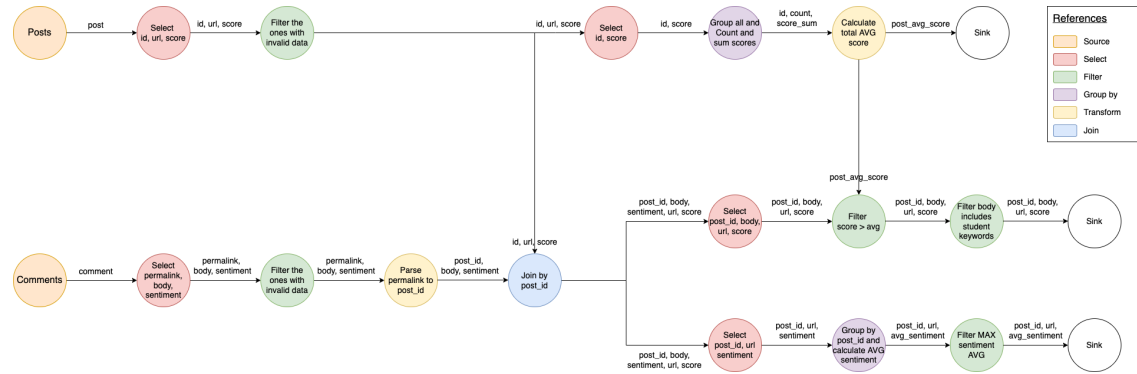 Posts
post
Select
id, url, score
id, url, score
Filter the
ones with
invalid data
id, url, score
Select
id, score
id, score
Group all and
Count and
sum scores
id, count,
score_sum
Calculate
total AVG
score
post_avg_score
Sink
References
Source
Select
Filter
Group by
Transform
Join
post_avg_score
id, url, score
post_id, body,
sentiment, url, score
Select
post_id, body,
url, score
post_id, body,
url, score
Filter
score > avg
post_id, body,
url, score
Filter body
includes
student
keywords
post_id, body,
url, score
Sink
Comments
comment
Select
permalink,
body,
sentiment
permalink,
body, sentiment
Filter the
ones with
invalid data
permalink,
body, sentiment
Parse
permalink to
post_id
post_id,
body, sentiment
Join by
post_id
post_id, body,
sentiment, url, score
Select
post_id, url
sentiment
post_id, url,
sentiment
Group by
post_id and
calculate AVG
sentiment
post_id, url,
avg_sentiment
Filter MAX
sentiment
AVG
post_id, url,
avg_sentiment
Sink